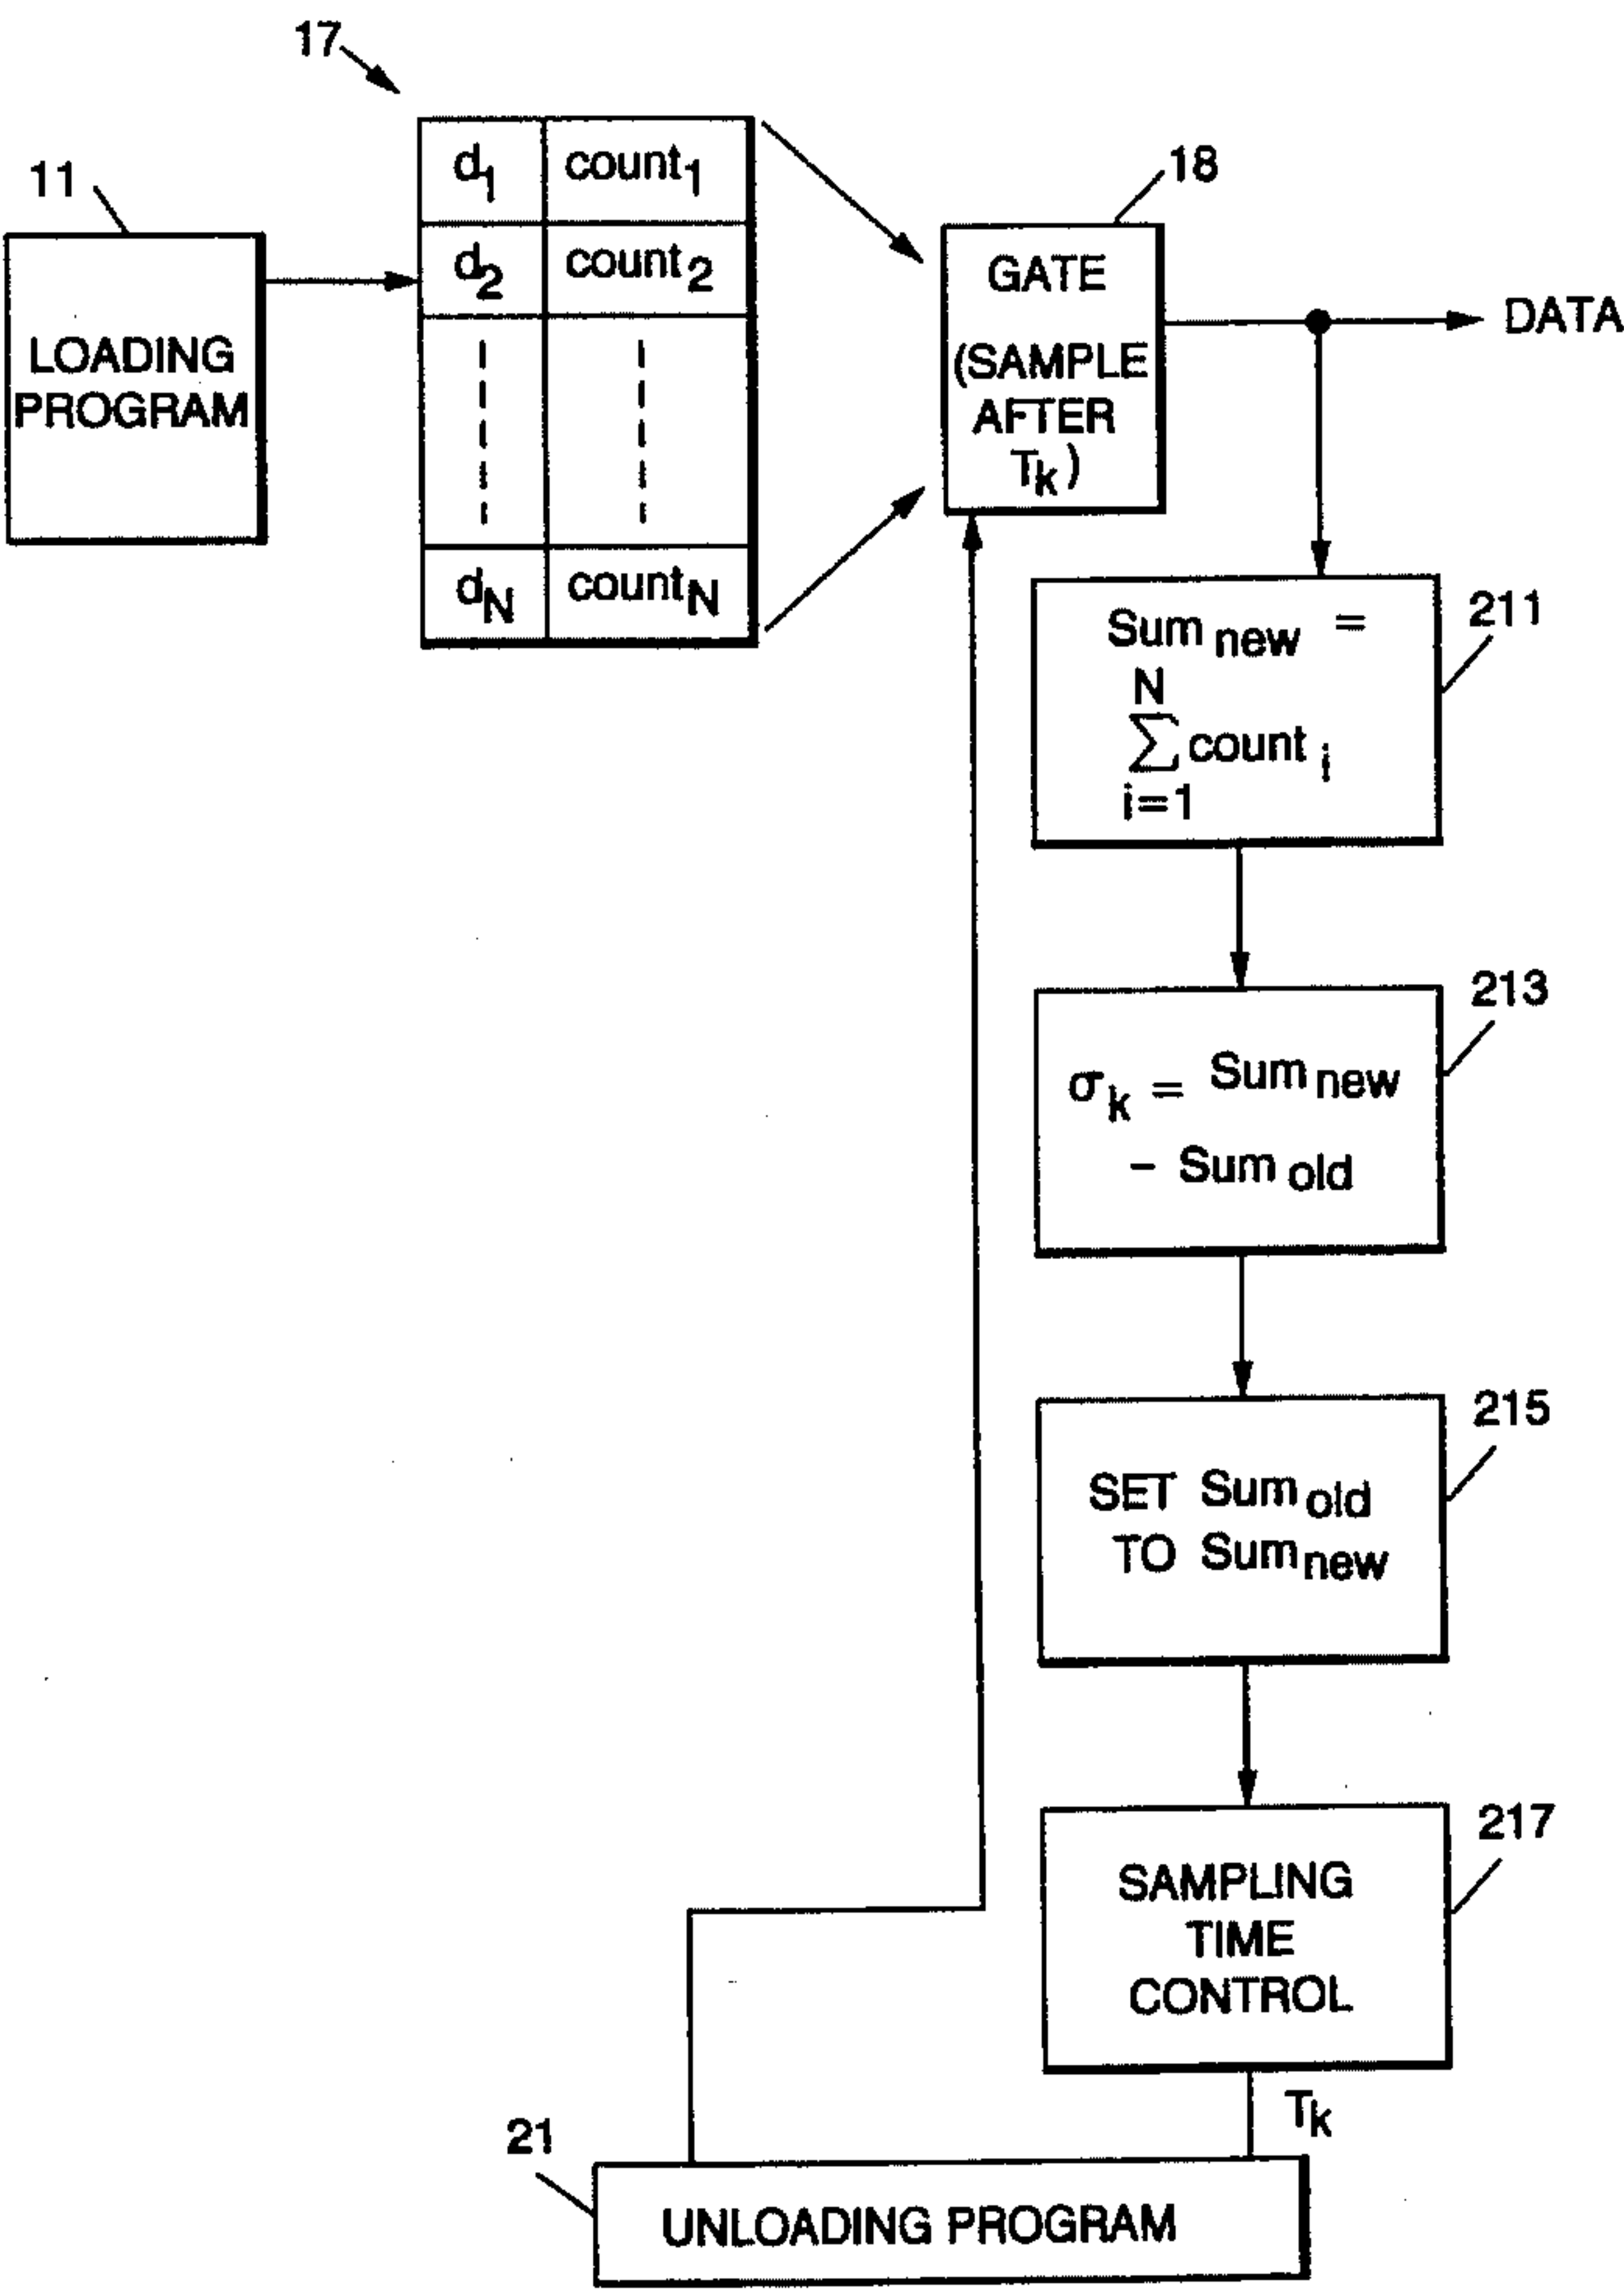 17
11
d1 count1
d2 count2
dN countN
LOADING
PROGRAM
18
GATE
(SAMPLE
AFTER
Tk)
DATA
211
Sum new =
N
∑ count i
i=1
213
σk = Sum new
- Sum old
215
SET Sum old
TO Sum new
217
SAMPLING
TIME
CONTROL
Tk
21
UNLOADING PROGRAM